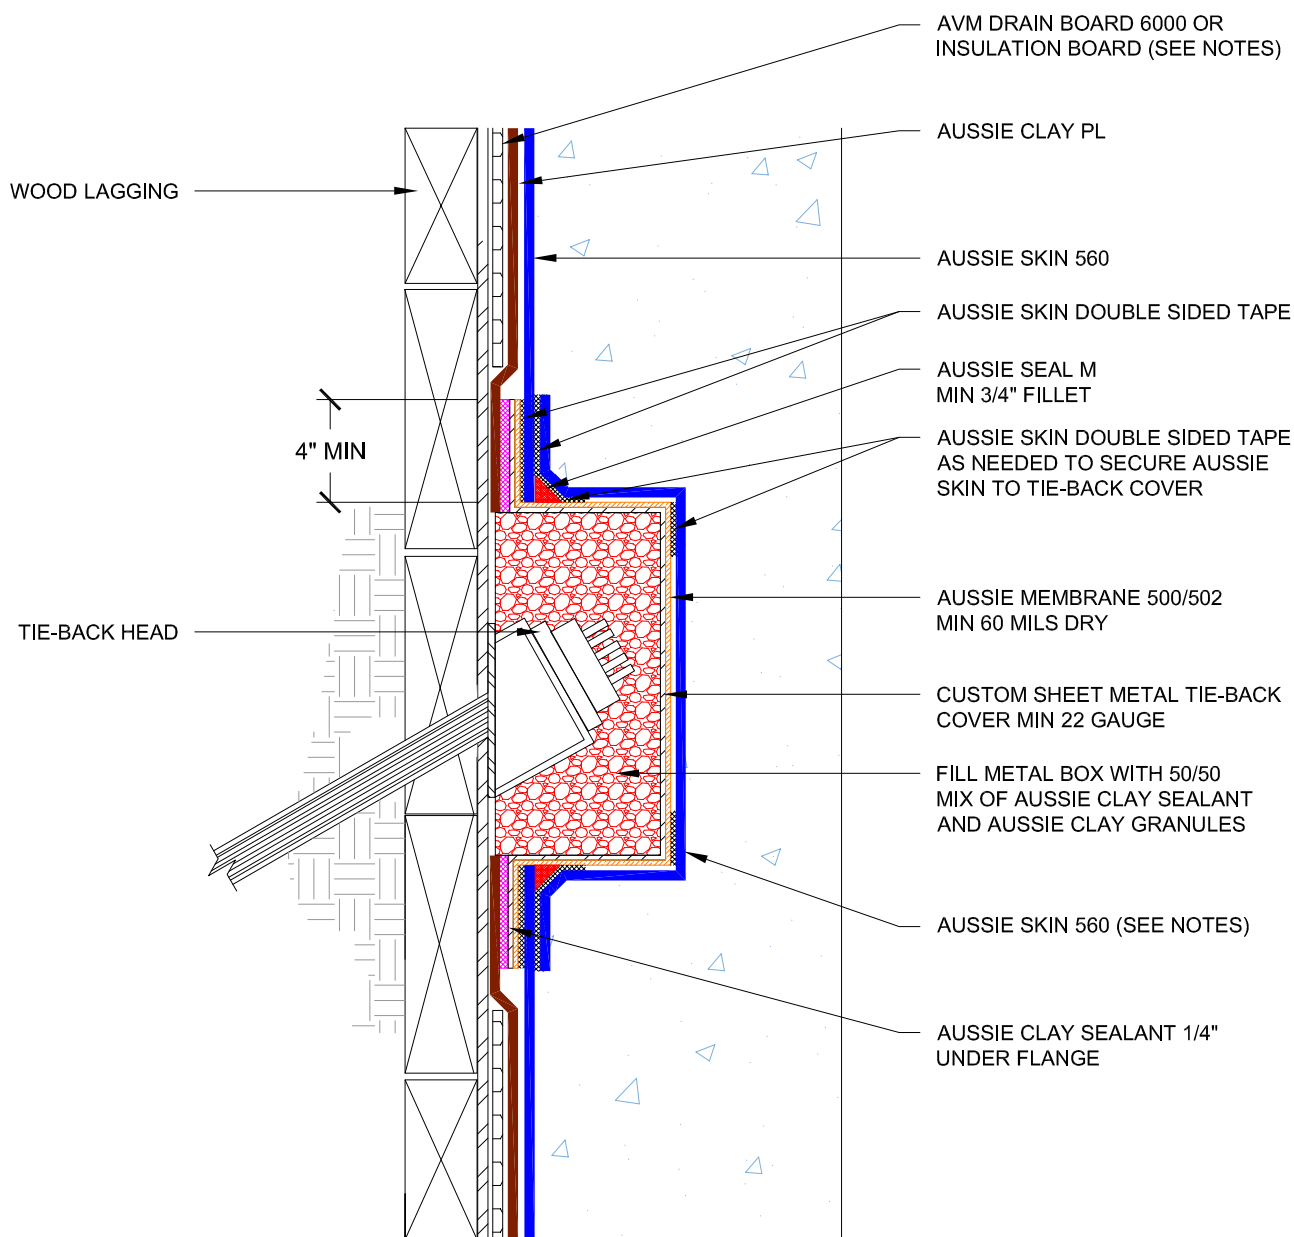 AVM DRAIN BOARD 6000 OR
INSULATION BOARD (SEE NOTES)
AUSSIE CLAY PL
WOOD LAGGING
AUSSIE SKIN 560
AUSSIE SKIN DOUBLE SIDED TAPE
AUSSIE SEAL M
MIN 3/4" FILLET
4" MIN
AUSSIE SKIN DOUBLE SIDED TAPE
AS NEEDED TO SECURE AUSSIE
SKIN TO TIE-BACK COVER
AUSSIE MEMBRANE 500/502
MIN 60 MILS DRY
TIE-BACK HEAD
CUSTOM SHEET METAL TIE-BACK
COVER MIN 22 GAUGE
FILL METAL BOX WITH 50/50
MIX OF AUSSIE CLAY SEALANT
AND AUSSIE CLAY GRANULES
AUSSIE SKIN 560 (SEE NOTES)
AUSSIE CLAY SEALANT 1/4"
UNDER FLANGE